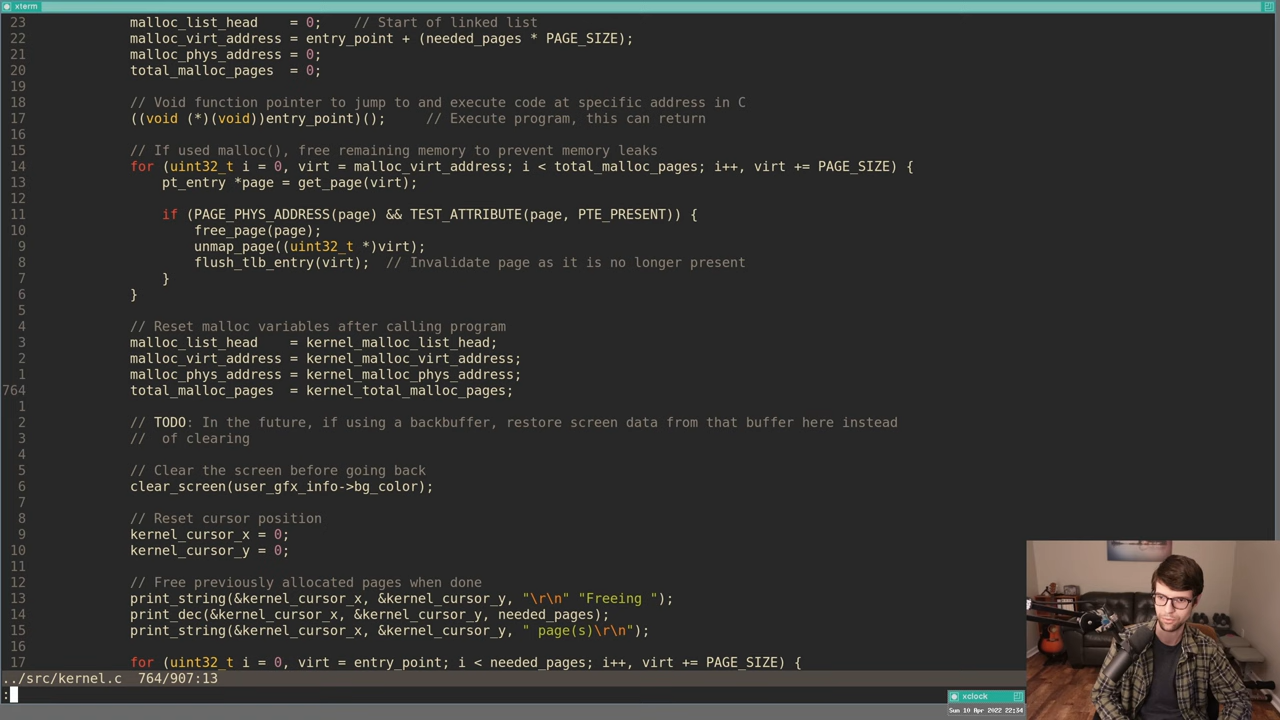 xterm
23 malloc_list_head    = 0;    // Start of linked list
22 malloc_virt_address = entry_point + (needed_pages * PAGE_SIZE);
21 malloc_phys_address = 0;
20 total_malloc_pages  = 0;
19
18 // Void function pointer to jump to and execute code at specific address in C
17 ((void (*)(void))entry_point)();     // Execute program, this can return
16
15 // If used malloc(), free remaining memory to prevent memory leaks
14 for (uint32_t i = 0, virt = malloc_virt_address; i < total_malloc_pages; i++, virt += PAGE_SIZE) {
13 pt_entry *page = get_page(virt);
12
11 if (PAGE_PHYS_ADDRESS(page) && TEST_ATTRIBUTE(page, PTE_PRESENT)) {
10 free_page(page);
9 unmap_page((uint32_t *)virt);
8 flush_tlb_entry(virt);  // Invalidate page as it is no longer present
7 }
6 }
5
4 // Reset malloc variables after calling program
3 malloc_list_head    = kernel_malloc_list_head;
2 malloc_virt_address = kernel_malloc_virt_address;
1 malloc_phys_address = kernel_malloc_phys_address;
764 total_malloc_pages  = kernel_total_malloc_pages;
1
2 // TODO: In the future, if using a backbuffer, restore screen data from that buffer here instead
3 //  of clearing
4
5 // Clear the screen before going back
6 clear_screen(user_gfx_info->bg_color);
7
8 // Reset cursor position
9 kernel_cursor_x = 0;
10 kernel_cursor_y = 0;
11
12 // Free previously allocated pages when done
13 print_string(&kernel_cursor_x, &kernel_cursor_y, "\r\n" "Freeing ");
14 print_dec(&kernel_cursor_x, &kernel_cursor_y, needed_pages);
15 print_string(&kernel_cursor_x, &kernel_cursor_y, " page(s)\r\n");
16
17 for (uint32_t i = 0, virt = entry_point; i < needed_pages; i++, virt += PAGE_SIZE) {
../src/kernel.c  764/907:13
:
xclock
Sun 10 Apr 2022 22:34